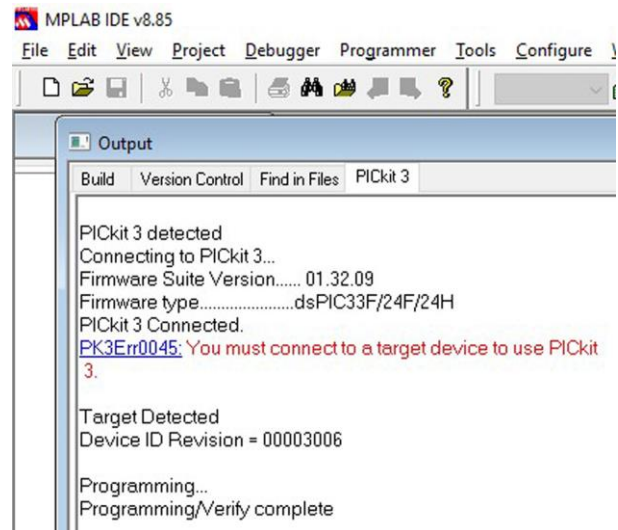 MPLAB IDE v8.85
File Edit View Project Debugger Programmer Tools Configure
Output
Build Version Control Find in Files PICkit 3
PICkit 3 detected
Connecting to PICkit 3...
Firmware Suite Version...... 01.32.09
Firmware type......................dsPIC33F/24F/24H
PICkit 3 Connected.
PK3Err0045: You must connect to a target device to use PICkit
3.
Target Detected
Device ID Revision = 00003006
Programming...
Programming/Verify complete